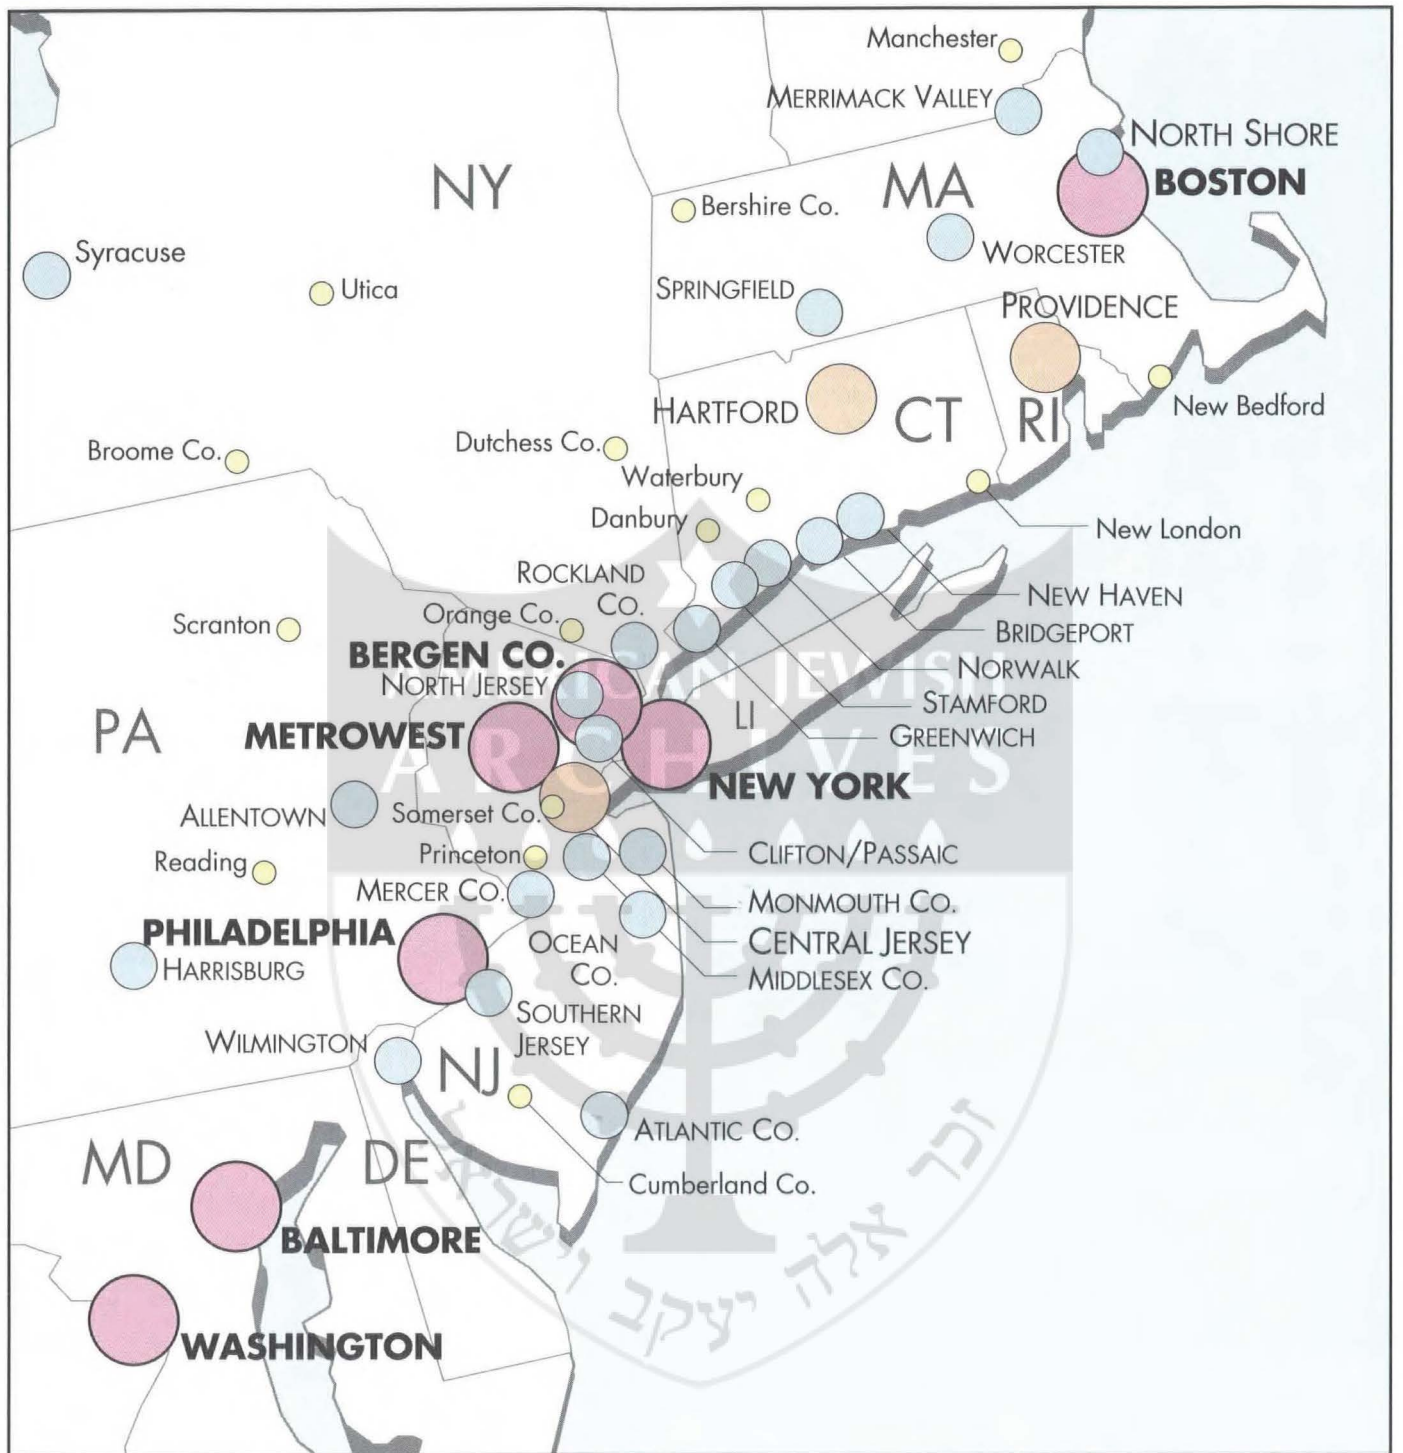 Manchester
MERRIMACK VALLEY
NORTH SHORE
BOSTON
NY
MA
Bershire Co.
WORCESTER
Syracuse
Utica
SPRINGFIELD
PROVIDENCE
HARTFORD
CT
RI
New Bedford
Broome Co.
Dutchess Co.
Waterbury
Danbury
New London
ROCKLAND
CO.
NEW HAVEN
Orange Co.
Scranton
BRIDGEPORT
BERGEN CO.
NORTH JERSEY
AMERICAN JEWISH
ARCHIVES
NORWALK
STAMFORD
PA
METROWEST
LI
GREENWICH
NEW YORK
ALLENTOWN
Somerset Co.
Princeton
CLIFTON/PASSAIC
Reading
MERCER CO.
MONMOUTH CO.
PHILADELPHIA
OCEAN
CO.
CENTRAL JERSEY
HARRISBURG
MIDDLESEX CO.
SOUTHERN
JERSEY
WILMINGTON
NJ
ATLANTIC CO.
MD
DE
Cumberland Co.
BALTIMORE
WASHINGTON
זכר אלה יעקב וישראל